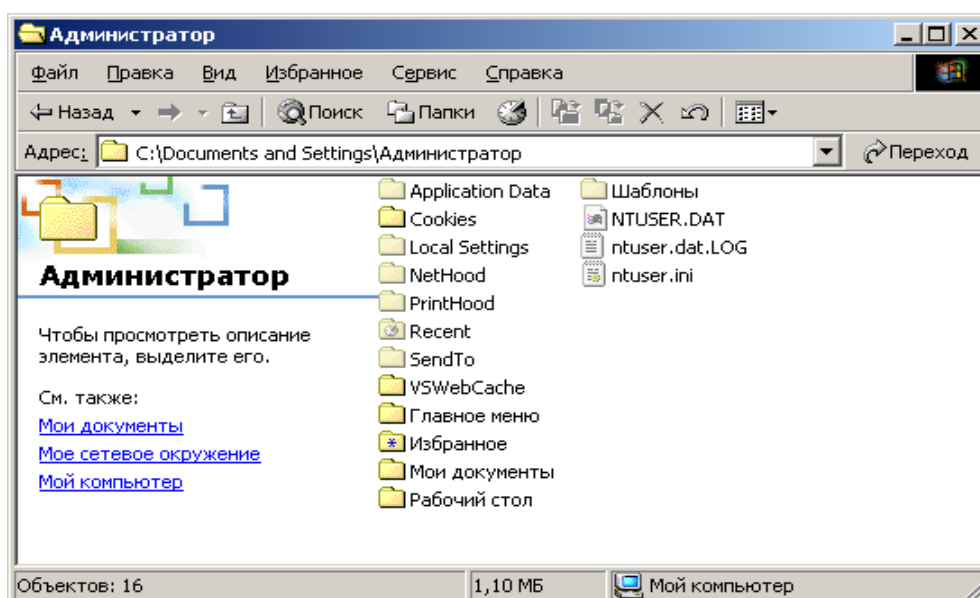 Администратор
Файл Правка Вид Избранное Сервис Справка
Назад Поиск Папки
Адрес: C:\Documents and Settings\Администратор Переход
Администратор
Чтобы просмотреть описание
элемента, выделите его.
См. также:
Мои документы
Мое сетевое окружение
Мой компьютер
Application Data
Cookies
Local Settings
NetHood
PrintHood
Recent
SendTo
VSWebCache
Главное меню
Избранное
Мои документы
Рабочий стол
Шаблоны
NTUSER.DAT
ntuser.dat.LOG
ntuser.ini
Объектов: 16 1,10 МБ Мой компьютер